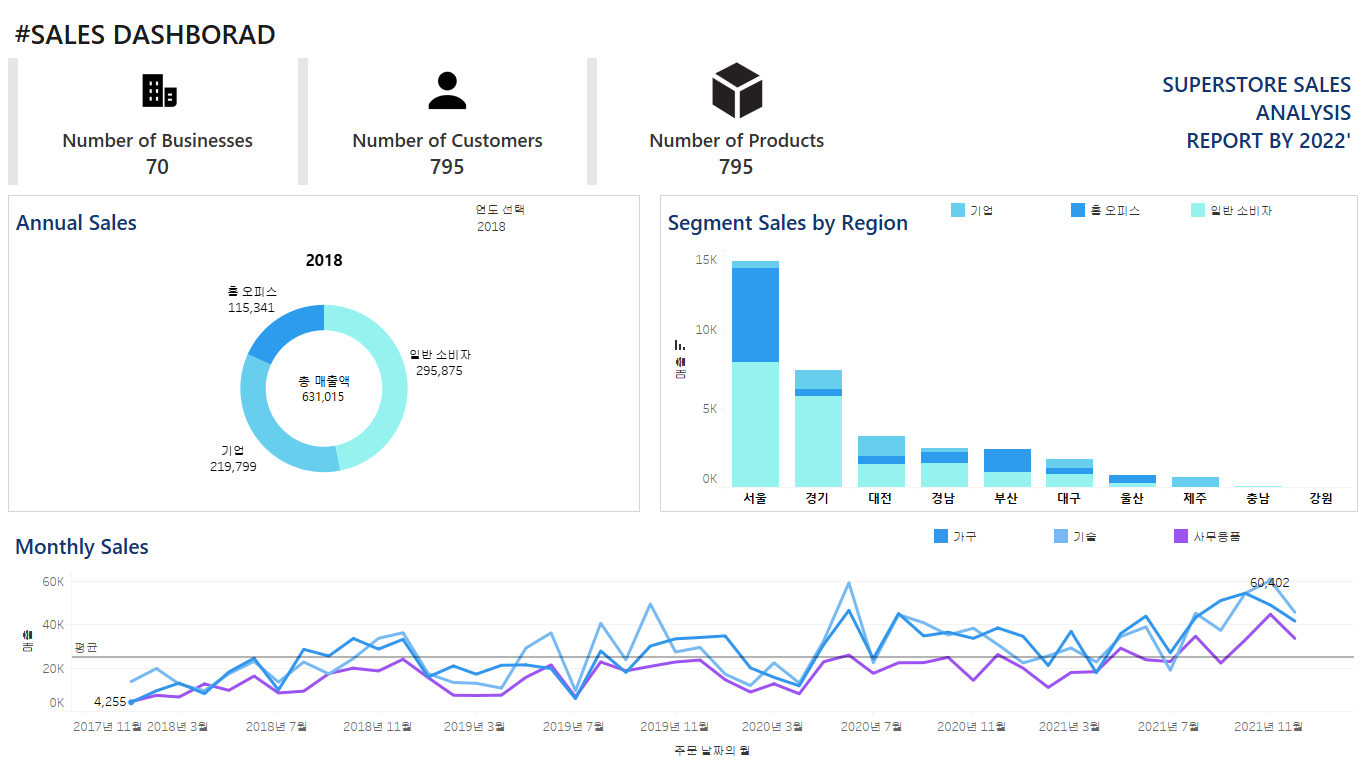 #SALES DASHBORAD
Number of Businesses
70
Number of Customers
795
Number of Products
795
SUPERSTORE SALES
ANALYSIS
REPORT BY 2022'
Annual Sales
연도 선택
2018
2018
홈 오피스
115,341
일반 소비자
295,875
총 매출액
631,015
기업
219,799
Segment Sales by Region
기업
홈 오피스
일반 소비자
15K
10K
5K
0K
매출
서울
경기
대전
경남
부산
대구
울산
제주
충남
강원
Monthly Sales
가구
기술
사무용품
60K
40K
20K
0K
매출
평균
4,255
60,402
2017년 11월
2018년 3월
2018년 7월
2018년 11월
2019년 3월
2019년 7월
2019년 11월
2020년 3월
2020년 7월
2020년 11월
2021년 3월
2021년 7월
2021년 11월
주문 날짜의 월